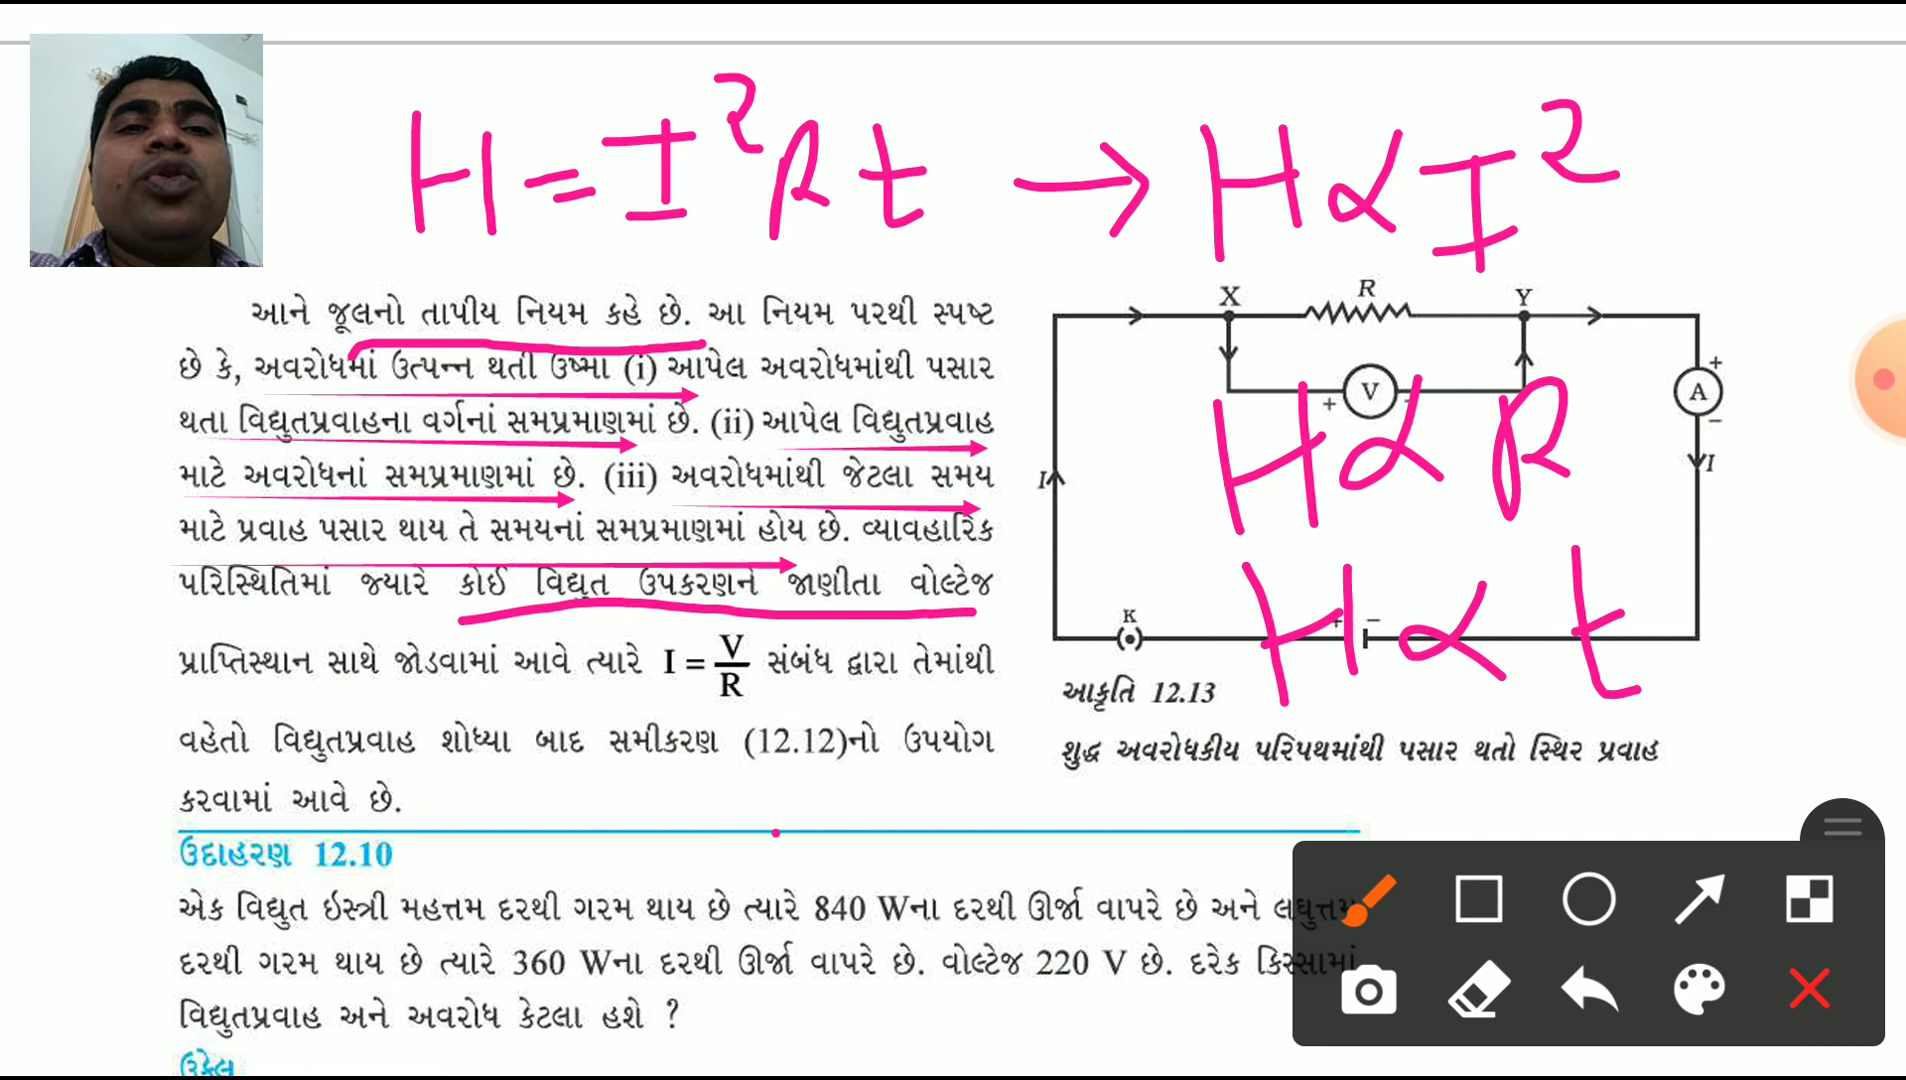 H = I²Rt → H α I²
આને જૂલનો તાપીય નિયમ કહે છે. આ નિયમ પરથી સ્પષ્ટ
છે કે, અવરોધમાં ઉત્પન્ન થતી ઉષ્મા (i) આપેલ અવરોધમાંથી પસાર
થતા વિદ્યુતપ્રવાહના વર્ગનાં સમપ્રમાણમાં છે. (ii) આપેલ વિદ્યુતપ્રવાહ
માટે અવરોધનાં સમપ્રમાણમાં છે. (iii) અવરોધમાંથી જેટલા સમય
માટે પ્રવાહ પસાર થાય તે સમયનાં સમપ્રમાણમાં હોય છે. વ્યાવહારિક
પરિસ્થિતિમાં જ્યારે કોઈ વિદ્યુત ઉપકરણને જાણીતા વોલ્ટેજ
પ્રાપ્તિસ્થાન સાથે જોડવામાં આવે ત્યારે I = V/R સંબંધ દ્વારા તેમાંથી
વહેતો વિદ્યુતપ્રવાહ શોધ્યા બાદ સમીકરણ (12.12)નો ઉપયોગ
કરવામાં આવે છે.
X R Y
+ V -
+ A -
I I
H α R
K + -
H α t
આકૃતિ 12.13
શુદ્ધ અવરોધકીય પરિપથમાંથી પસાર થતો સ્થિર પ્રવાહ
ઉદાહરણ 12.10
એક વિદ્યુત ઇસ્ત્રી મહત્તમ દરથી ગરમ થાય છે ત્યારે 840 Wના દરથી ઊર્જા વાપરે છે અને લઘુત્તમ
દરથી ગરમ થાય છે ત્યારે 360 Wના દરથી ઊર્જા વાપરે છે. વોલ્ટેજ 220 V છે. દરેક કિસ્સામાં
વિદ્યુતપ્રવાહ અને અવરોધ કેટલા હશે ?
ઉકેલ